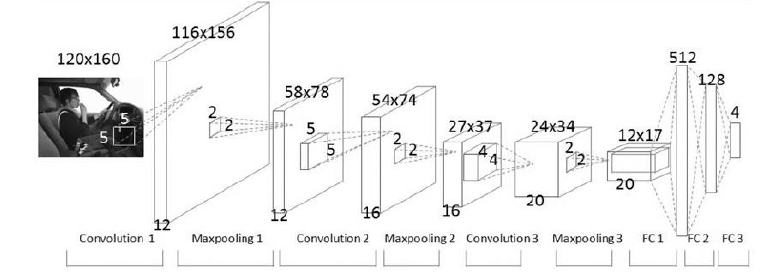 116x156
512
120x160
128
58x78
54x74
4
27x37
24x34
12x17
5
5
2
2
5
5
2
2
4
4
2
2
20
20
16
16
12
12
Convolution 1
Maxpooling 1
Convolution 2
Maxpooling 2
Convolution 3
Maxpooling 3
FC 1
FC 2
FC 3